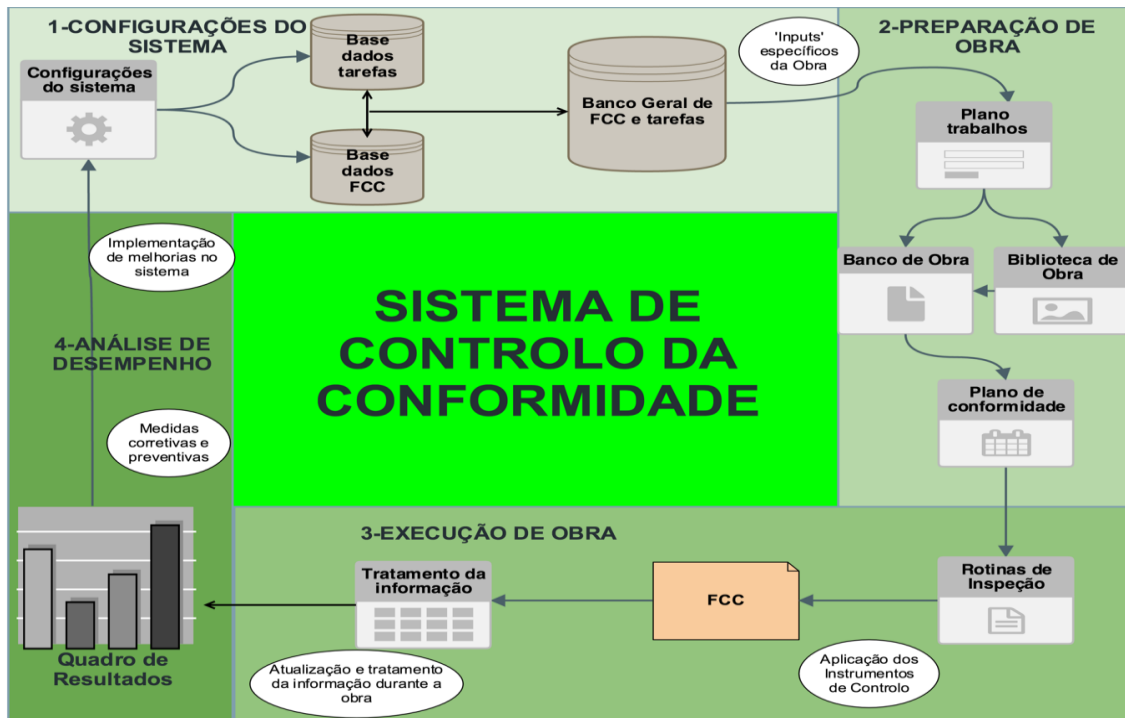 1-CONFIGURAÇÕES DO
SISTEMA
Configurações
do sistema
Base
dados
tarefas
Base
dados
FCC
Banco Geral de
FCC e tarefas
'Inputs'
específicos
da Obra
2-PREPARAÇÃO DE
OBRA
Plano
trabalhos
Banco de Obra
Biblioteca de
Obra
Plano de
conformidade
SISTEMA DE
CONTROLO DA
CONFORMIDADE
3-EXECUÇÃO DE OBRA
Rotinas de
Inspeção
Aplicação dos
Instrumentos
de Controlo
FCC
Tratamento da
informação
Atualização e tratamento
da informação durante a
obra
Implementação
de melhorias no
sistema
4-ANÁLISE DE
DESEMPENHO
Medidas
corretivas e
preventivas
Quadro de
Resultados